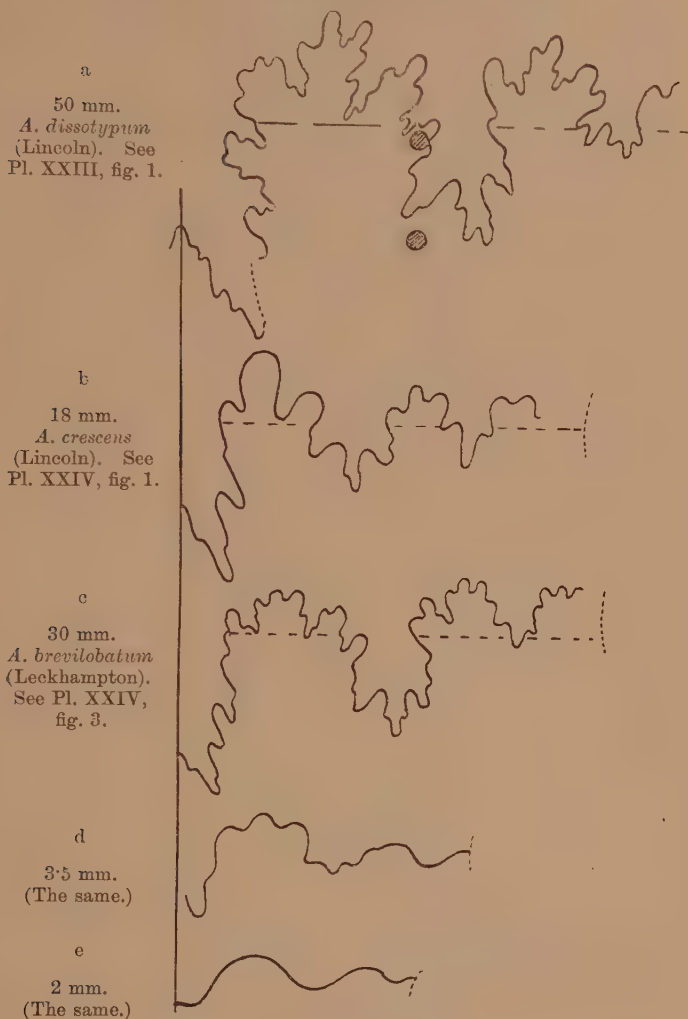 a
50 mm.
A. dissotypum
(Lincoln). See
Pl. XXIII, fig. 1.
b
18 mm.
A. crescens
(Lincoln). See
Pl. XXIV, fig. 1.
c
30 mm.
A. brevilobatum
(Leckhampton).
See Pl. XXIV,
fig. 3.
d
3·5 mm.
(The same.)
e
2 mm.
(The same.)